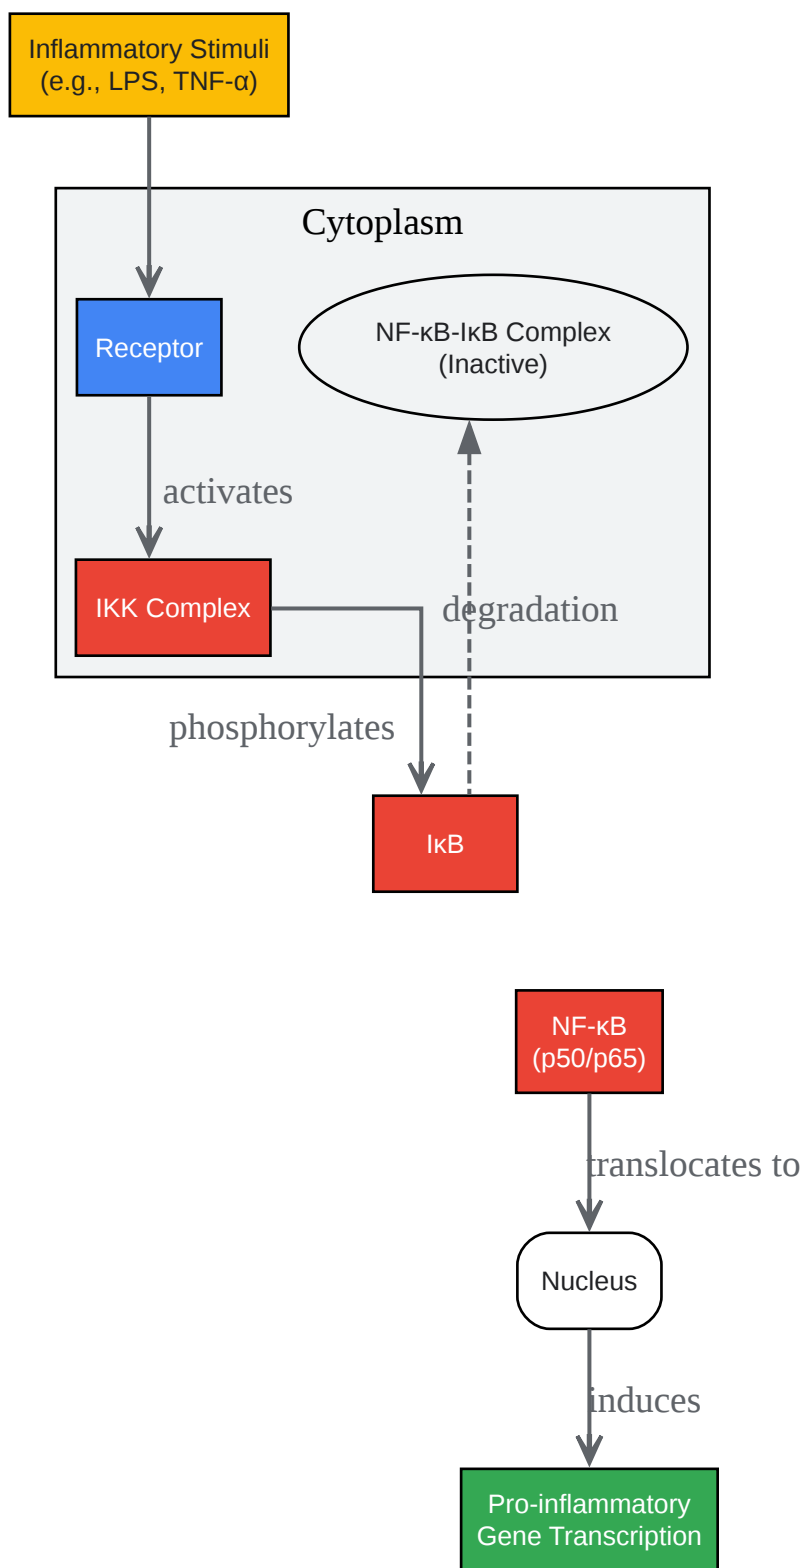 Inflammatory Stimuli
(e.g., LPS, TNF-α)
Cytoplasm
Receptor
NF-κB-IκB Complex
(Inactive)
activates
IKK Complex
degradation
phosphorylates
IκB
NF-κB
(p50/p65)
translocates to
Nucleus
induces
Pro-inflammatory
Gene Transcription